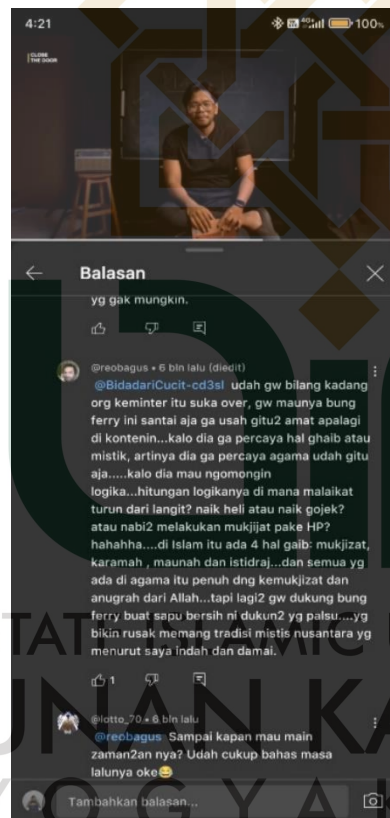 4:21
100%
CLOSE
THE DOOR
Balasan
yg gak mungkin.
@reobagus • 6 bln lalu (diedit)
@BidadariCucit-cd3sl udah gw bilang kadang
org keminter itu suka over, gw maunya bung
ferry ini santai aja ga usah gitu2 amat apalagi
di kontenin...kalo dia ga percaya hal ghaib atau
mistik, artinya dia ga percaya agama udah gitu
aja.....kalo dia mau ngomongin
logika...hitungan logikanya di mana malaikat
turun dari langit? naik heli atau naik gojek?
atau nabi2 melakukan mukjijat pake HP?
hahahha....di Islam itu ada 4 hal gaib: mukjizat,
karamah , maunah dan istidraj...dan semua yg
ada di agama itu penuh dng kemukjizat dan
anugrah dari Allah...tapi lagi2 gw dukung bung
ferry buat sapu bersih ni dukun2 yg palsu....yg
bikin rusak memang tradisi mistis nusantara yg
menurut saya indah dan damai.
1
@lotto_70 • 6 bln lalu
@reobagus Sampai kapan mau main
zaman2an nya? Udah cukup bahas masa
lalunya oke😂
Tambahkan balasan...
TAT ISLAMIC U
UNAN KA
YOGYA